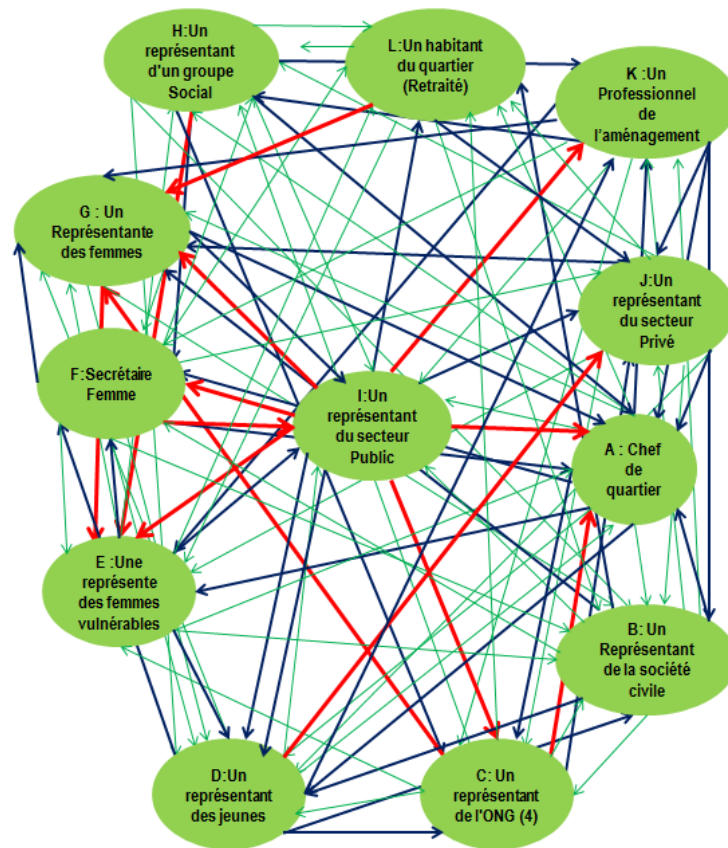 H:Un
représentant
d'un groupe
Social
L:Un habitant
du quartier
(Retraité)
K :Un
Professionnel
de
l'aménagement
G : Un
Représentante
des femmes
J:Un
représentant
du secteur
Privé
F:Secrétaire
Femme
I:Un
représentant
du secteur
Public
A : Chef
de
quartier
E :Une
représente
des femmes
vulnérables
B: Un
Représentant
de la société
civile
D:Un
représentant
des jeunes
C: Un
représentant
de l'ONG (4)